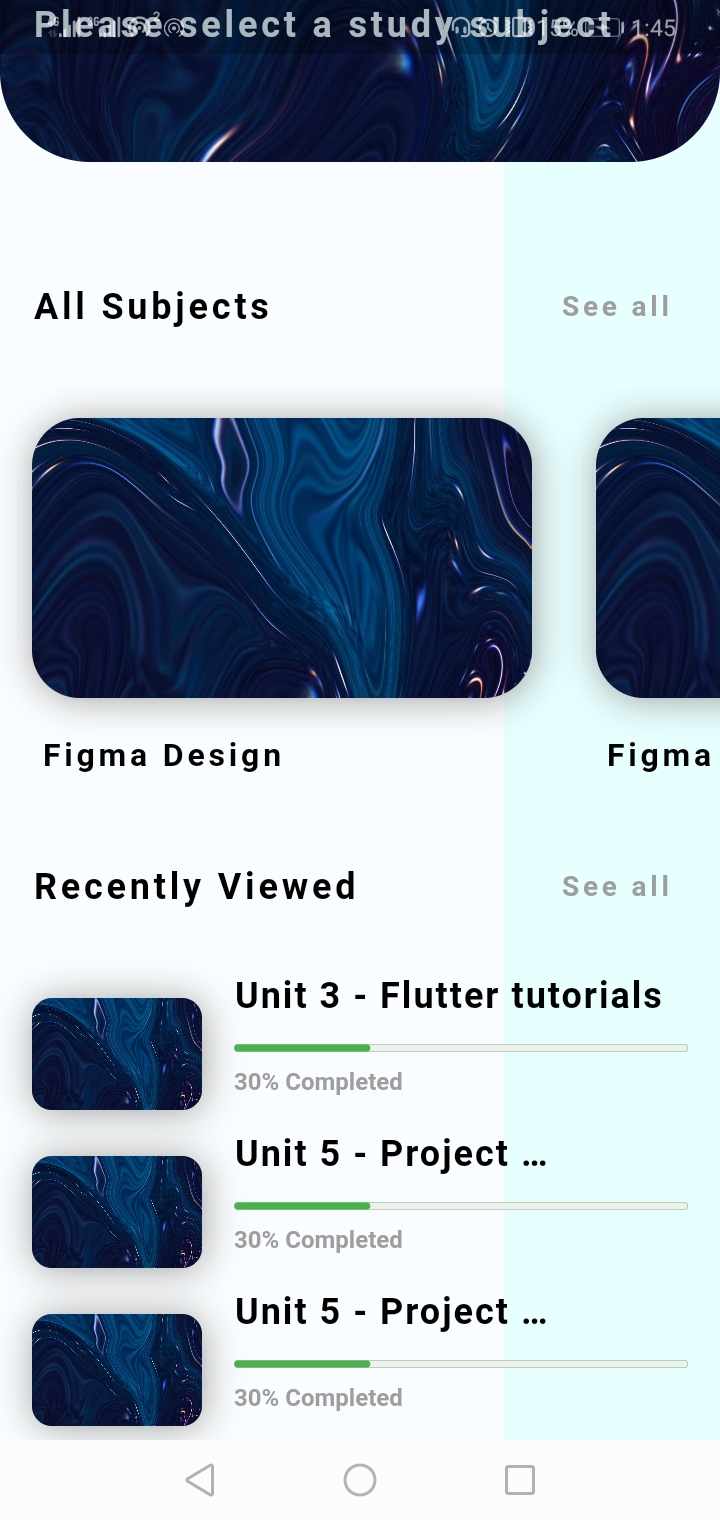 Please select a study subject
15% 1:45
All Subjects
See all
Figma Design
Figma
Recently Viewed
See all
Unit 3 - Flutter tutorials
30% Completed
Unit 5 - Project ...
30% Completed
Unit 5 - Project ...
30% Completed